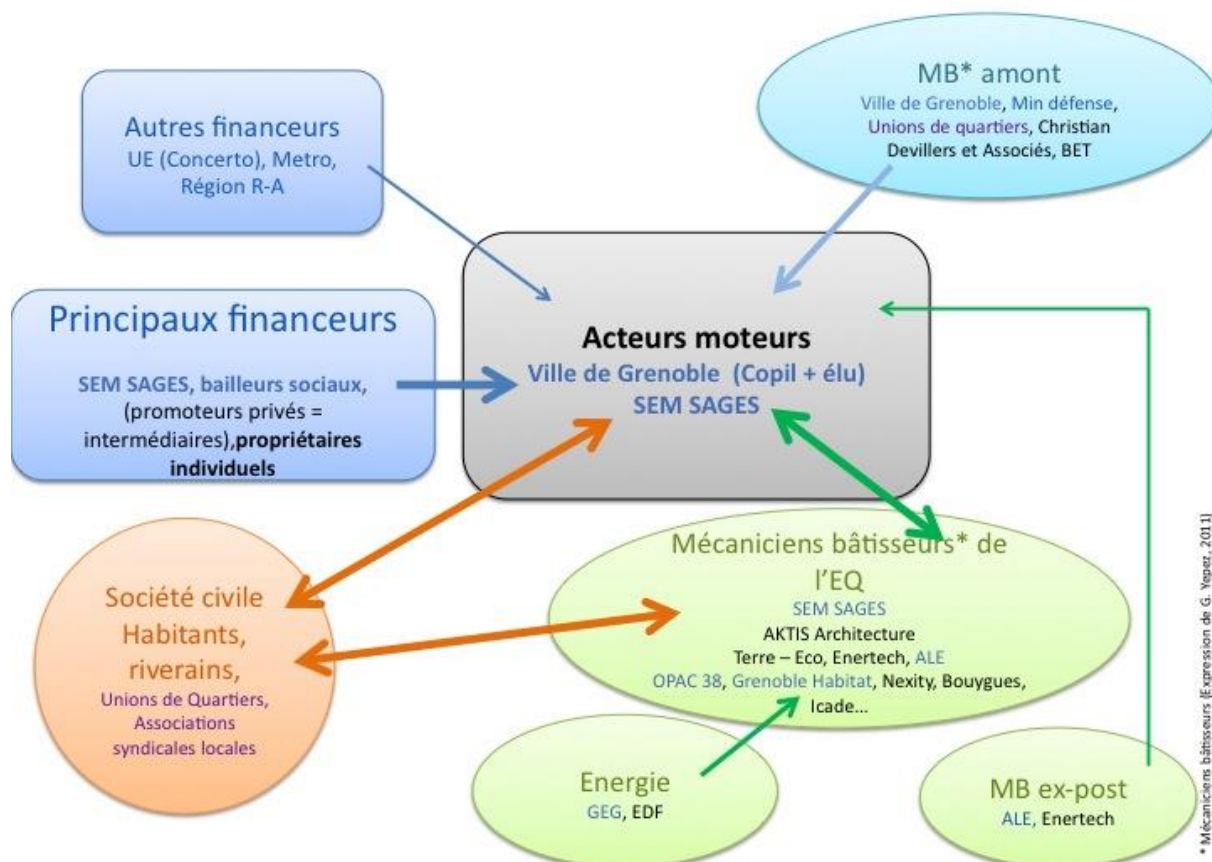 Autres financeurs
UE (Concerto), Metro,
Région R-A
MB* amont
Ville de Grenoble, Min défense,
Unions de quartiers, Christian
Devillers et Associés, BET
Principaux financeurs
SEM SAGES, bailleurs sociaux,
(promoteurs privés =
intermédiaires),propriétaires
individuels
Acteurs moteurs
Ville de Grenoble (Copil + élu)
SEM SAGES
Société civile
Habitants,
riverains,
Unions de Quartiers,
Associations
syndicales locales
Mécaniciens bâtisseurs* de
l'EQ
SEM SAGES
AKTIS Architecture
Terre – Eco, Enertech, ALE
OPAC 38, Grenoble Habitat, Nexity, Bouygues,
Icade...
Energie
GEG, EDF
MB ex-post
ALE, Enertech
* Mécaniciens bâtisseurs (Expression de G. Yepez, 2011)